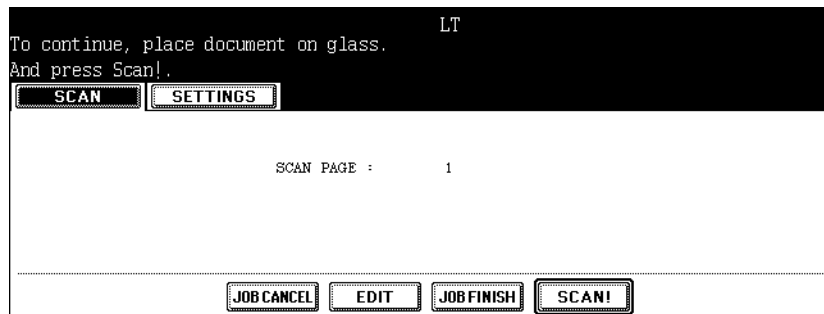 LT
To continue, place document on glass.
And press Scan!.
SCAN SETTINGS
SCAN PAGE : 1
JOB CANCEL EDIT JOB FINISH SCAN!